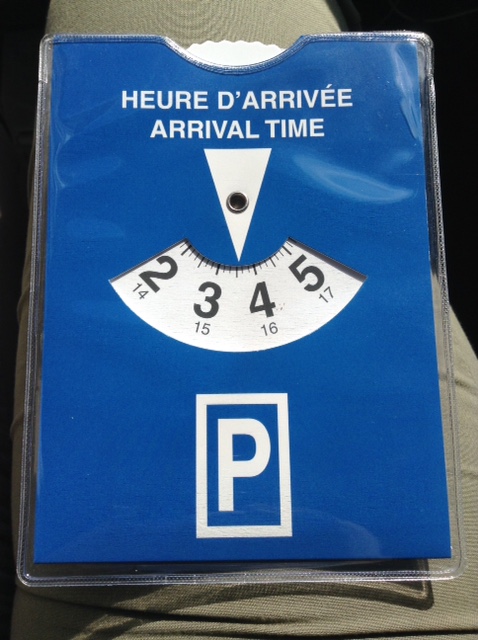 HEURE D'ARRIVÉE
ARRIVAL TIME
2 3 4 5
14 15 16 17
P